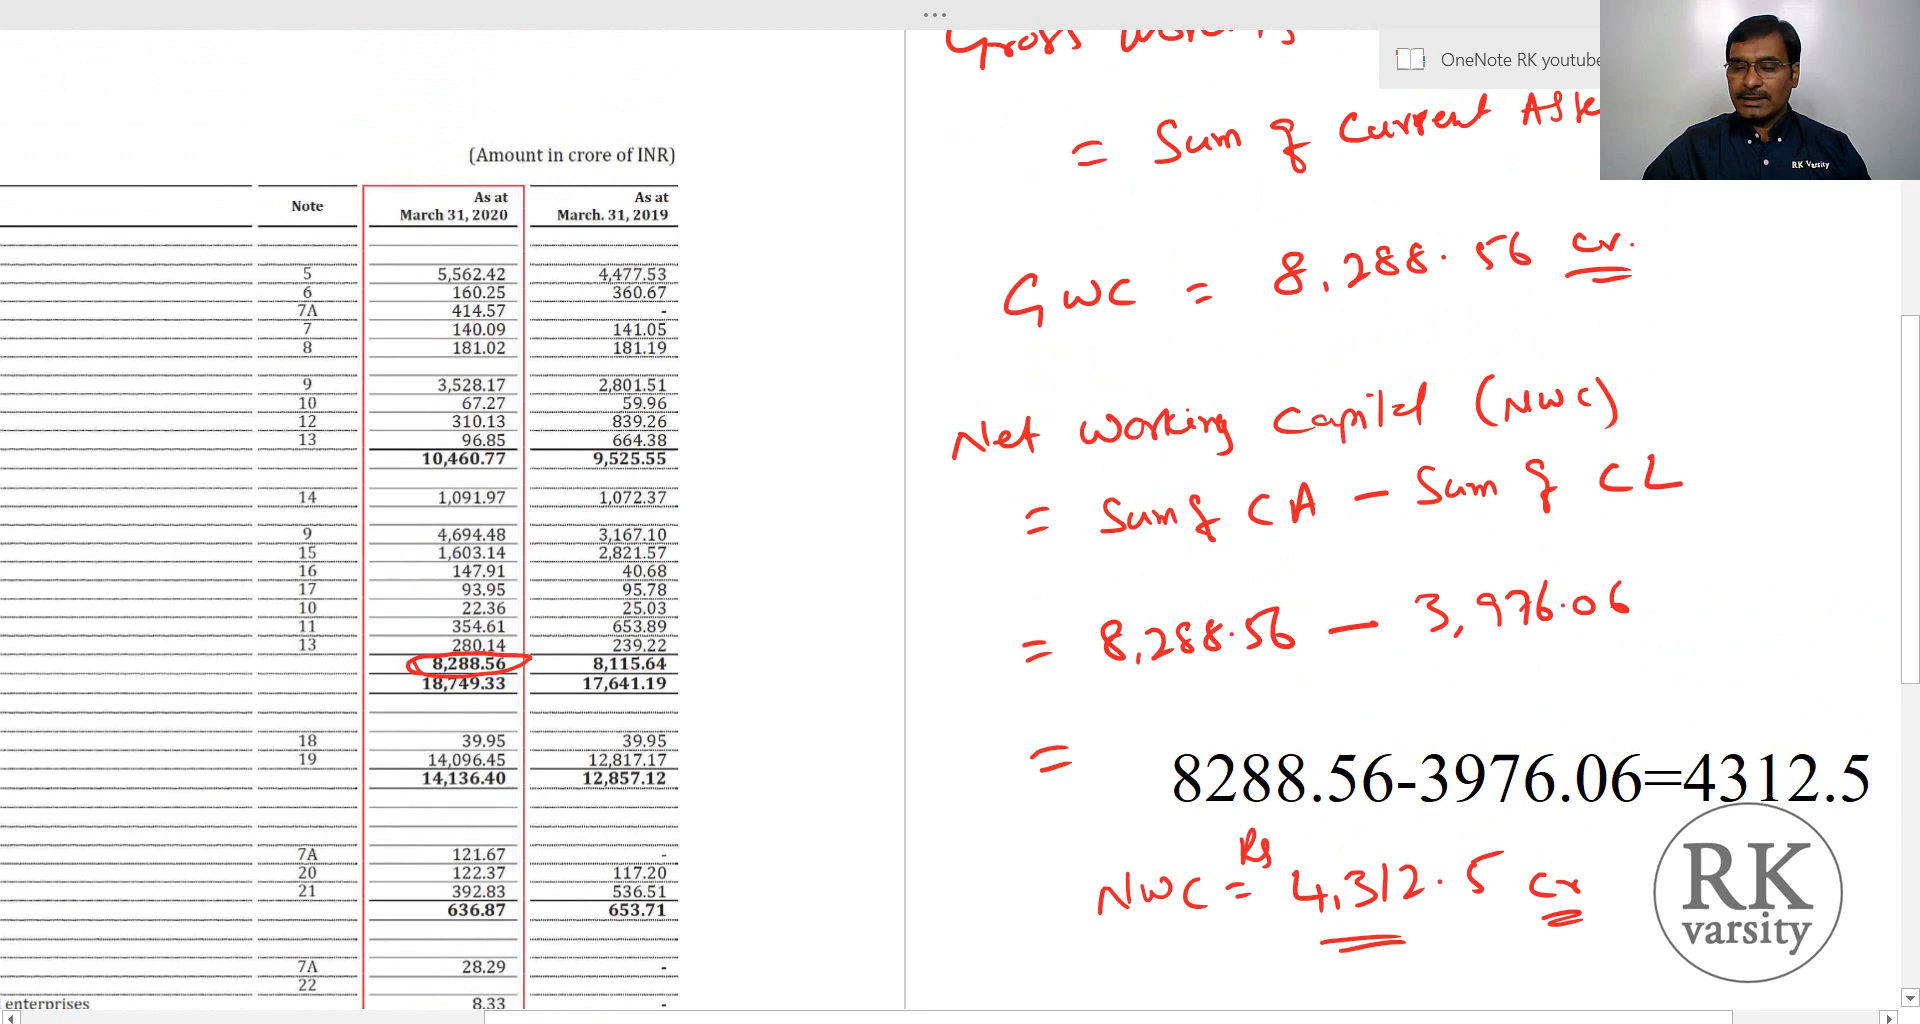 (Amount in crore of INR)
Note As at March 31, 2020 As at March. 31, 2019
5 5,562.42 4,477.53
6 160.25 360.67
7A 414.57 -
7 140.09 141.05
8 181.02 181.19
9 3,528.17 2,801.51
10 67.27 59.96
12 310.13 839.26
13 96.85 664.38
10,460.77 9,525.55
14 1,091.97 1,072.37
9 4,694.48 3,167.10
15 1,603.14 2,821.57
16 147.91 40.68
17 93.95 95.78
10 22.36 25.03
11 354.61 653.89
13 280.14 239.22
8,288.56 8,115.64
18,749.33 17,641.19
18 39.95 39.95
19 14,096.45 12,817.17
14,136.40 12,857.12
7A 121.67 -
20 122.37 117.20
21 392.83 536.51
636.87 653.71
7A 28.29 -
22
enterprises 8.33 -
Gross
OneNote RK youtube
RK Varsity
= Sum of Current
GWC = 8,288.56 cr.
Net Working Capital (NWC)
= Sum of CA - Sum of CL
= 8,288.56 - 3,976.06
=
8288.56-3976.06=4312.5
NWC = Rs 4,312.5 cr
RK
varsity